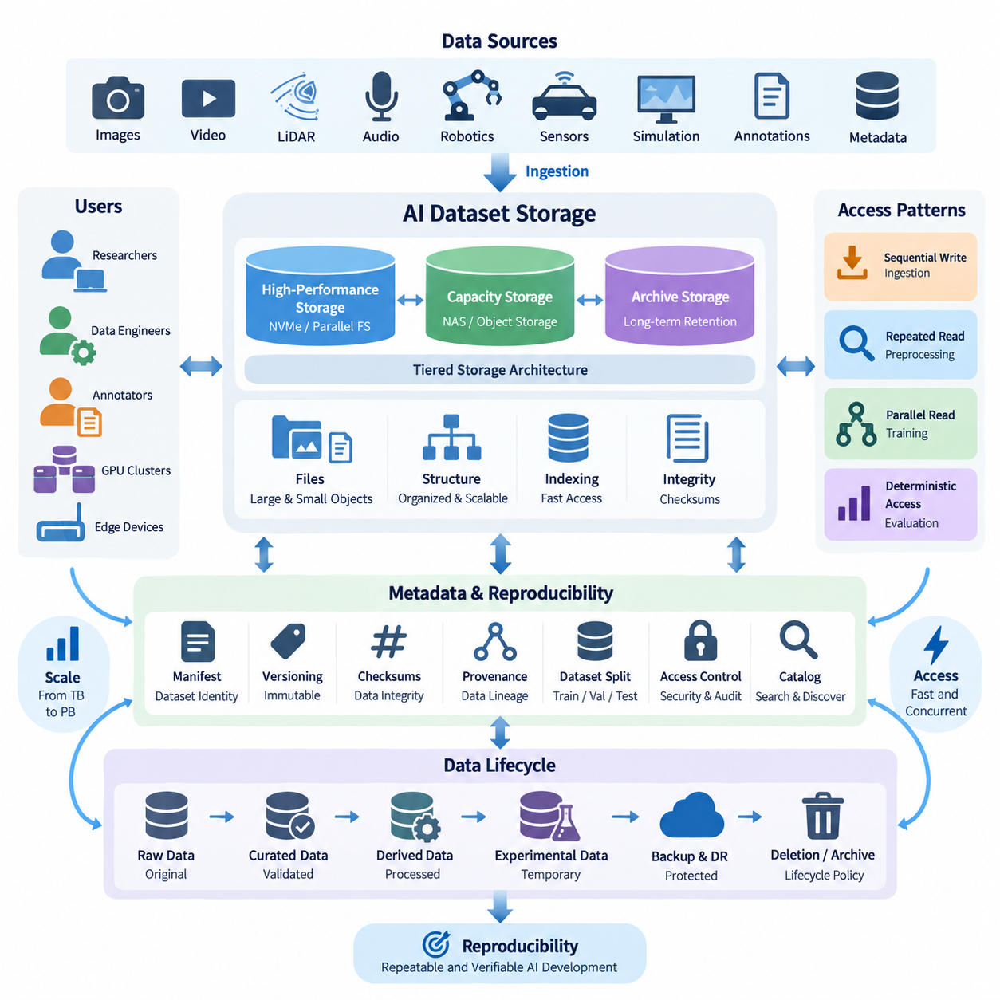 Data Sources
Images
Video
LiDAR
Audio
Robotics
Sensors
Simulation
Annotations
Metadata
Ingestion
Users
Researchers
Data Engineers
Annotators
GPU Clusters
Edge Devices
AI Dataset Storage
High-Performance
Storage
NVMe / Parallel FS
Capacity Storage
NAS / Object Storage
Archive Storage
Long-term Retention
Tiered Storage Architecture
Files
Large & Small Objects
Structure
Organized & Scalable
Indexing
Fast Access
Integrity
Checksums
Access Patterns
Sequential Write
Ingestion
Repeated Read
Preprocessing
Parallel Read
Training
Deterministic
Access
Evaluation
Metadata & Reproducibility
Manifest
Dataset Identity
Versioning
Immutable
Checksums
Data Integrity
Provenance
Data Lineage
Dataset Split
Train / Val / Test
Access Control
Security & Audit
Catalog
Search & Discover
Scale
From TB
to PB
Access
Fast and
Concurrent
Data Lifecycle
Raw Data
Original
Curated Data
Validated
Derived Data
Processed
Experimental Data
Temporary
Backup & DR
Protected
Deletion / Archive
Lifecycle Policy
Reproducibility
Repeatable and Verifiable AI Development